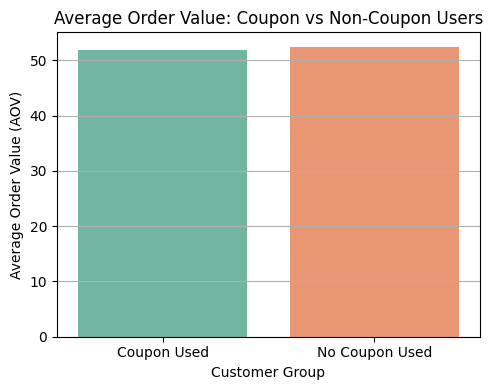 Average Order Value: Coupon vs Non-Coupon Users
Average Order Value (AOV)
50
40
30
20
10
0
Coupon Used
No Coupon Used
Customer Group